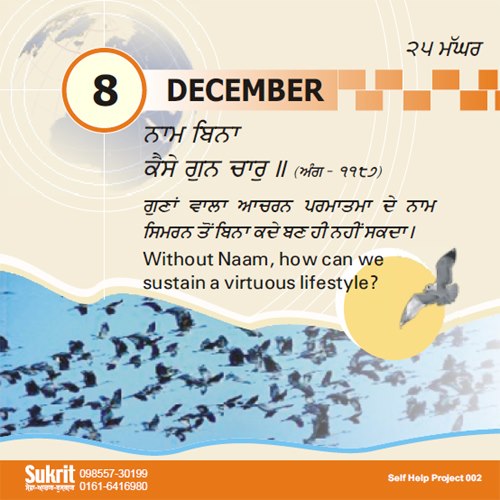 ੨੫ ਮੱਘਰ
8 DECEMBER
ਨਾਮ ਬਿਨਾ
ਕੈਸੇ ਗੁਨ ਚਾਰੁ ॥ (ਅੰਗ - ੧੧੮੭)
ਗੁਣਾਂ ਵਾਲਾ ਆਚਰਨ ਪਰਮਾਤਮਾ ਦੇ ਨਾਮ
ਸਿਮਰਨ ਤੋਂ ਬਿਨਾ ਕਦੇ ਬਣ ਹੀ ਨਹੀਂ ਸਕਦਾ।
Without Naam, how can we
sustain a virtuous lifestyle?
Sukrit 098557-30199
0161-6416980
Self Help Project 002